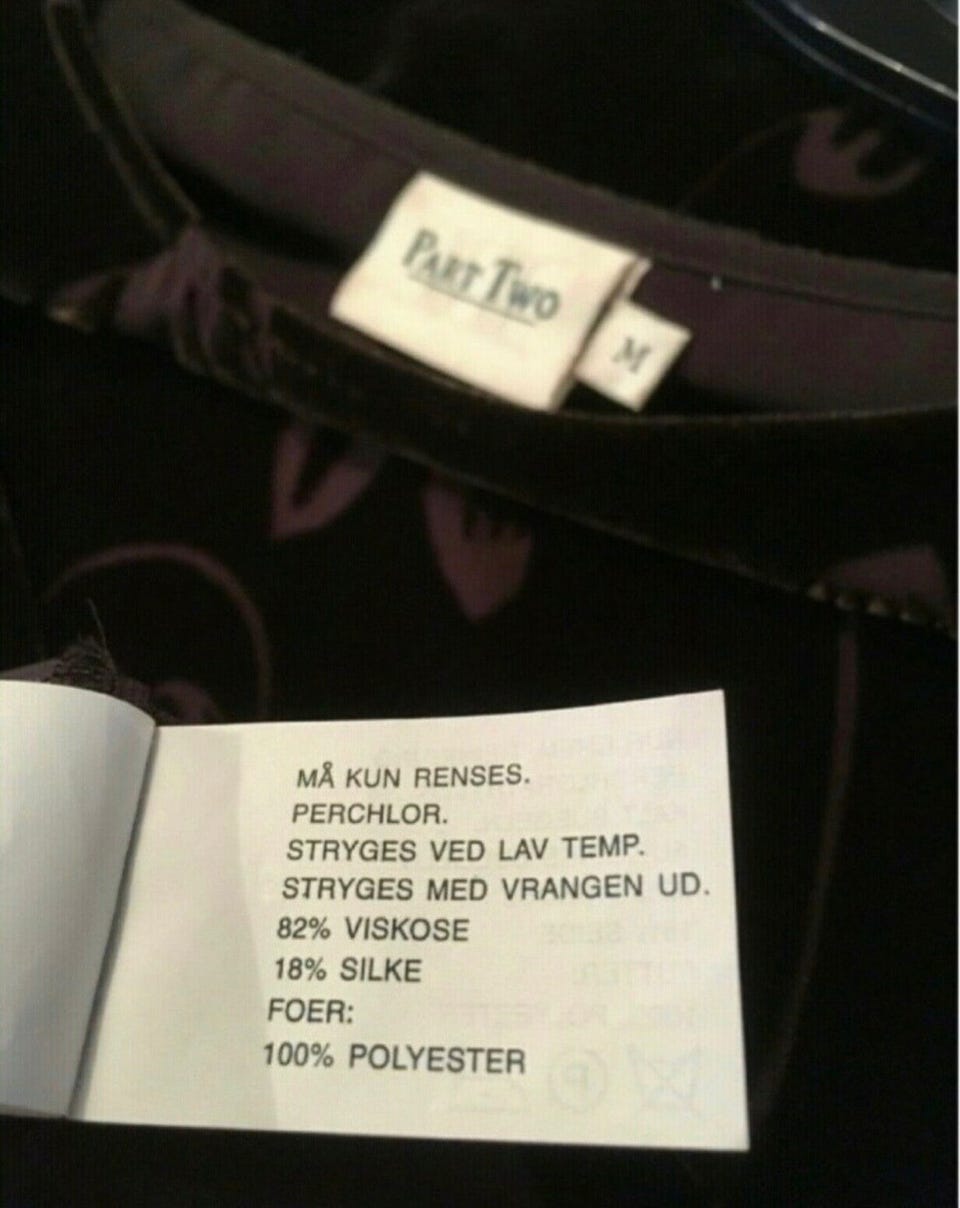 PART TWO
M
MÅ KUN RENSES.
PERCHLOR.
STRYGES VED LAV TEMP.
STRYGES MED VRANGEN UD.
82% VISKOSE
18% SILKE
FOER:
100% POLYESTER